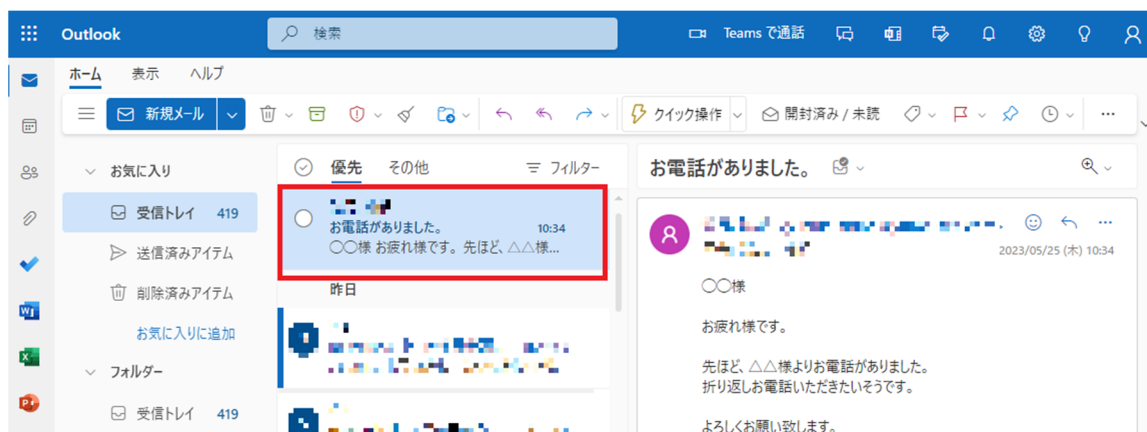 Outlook
検索
Teams で通話
ホーム 表示 ヘルプ
新規メール
クイック操作
開封済み / 未読
お気に入り
受信トレイ 419
送信済みアイテム
削除済みアイテム
お気に入りに追加
フォルダー
受信トレイ 419
優先 その他 フィルター
お電話がありました。 10:34
〇〇様 お疲れ様です。先ほど、△△様...
昨日
お電話がありました。
A
2023/05/25 (木) 10:34
〇〇様
お疲れ様です。
先ほど、△△様よりお電話がありました。
折り返しお電話いただきたいそうです。
よろしくお願い致します。